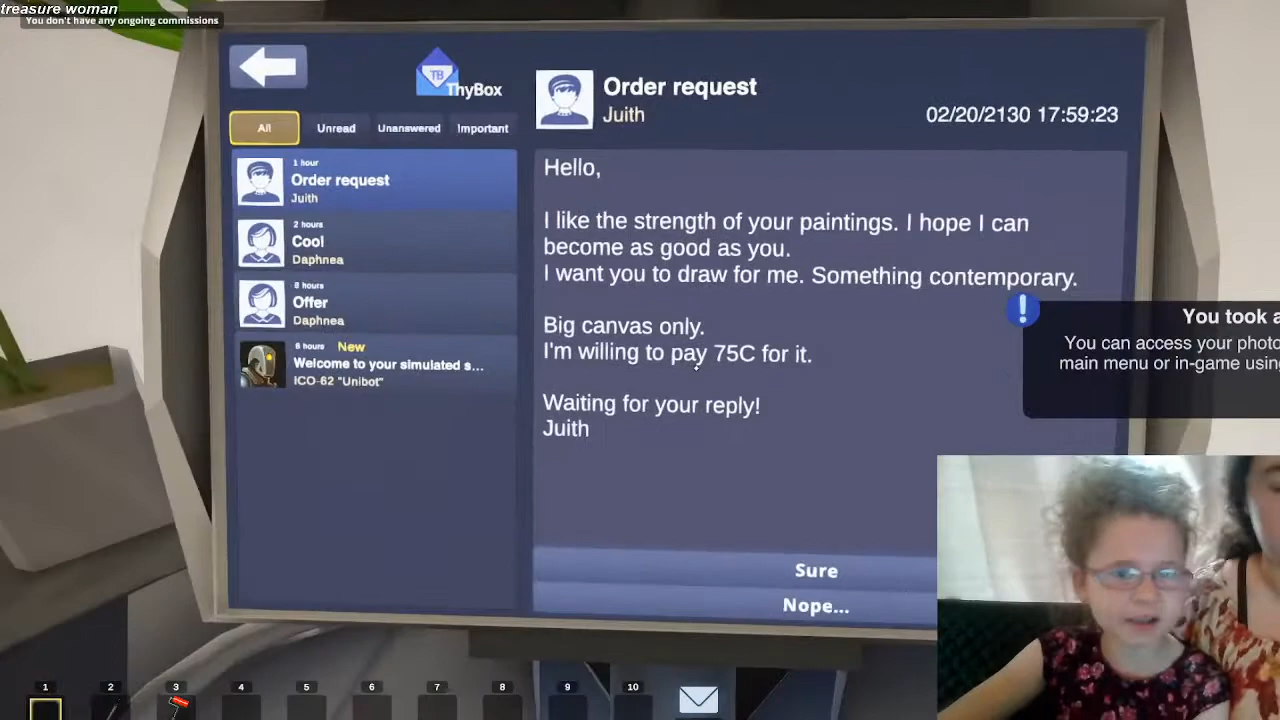 treasure woman
You don't have any ongoing commissions
TB
ThyBox
All
Unread
Unanswered
Important
1 hour
Order request
Juith
2 hours
Cool
Daphnea
8 hours
Offer
Daphnea
6 hours New
Welcome to your simulated s...
ICO-62 "Unibot"
Order request
Juith
02/20/2130 17:59:23
Hello,
I like the strength of your paintings. I hope I can
become as good as you.
I want you to draw for me. Something contemporary.
Big canvas only.
I'm willing to pay 75C for it.
Waiting for your reply!
Juith
Sure
Nope...
!
You took a
You can access your photo
main menu or in-game using
1
2
3
4
5
6
7
8
9
10